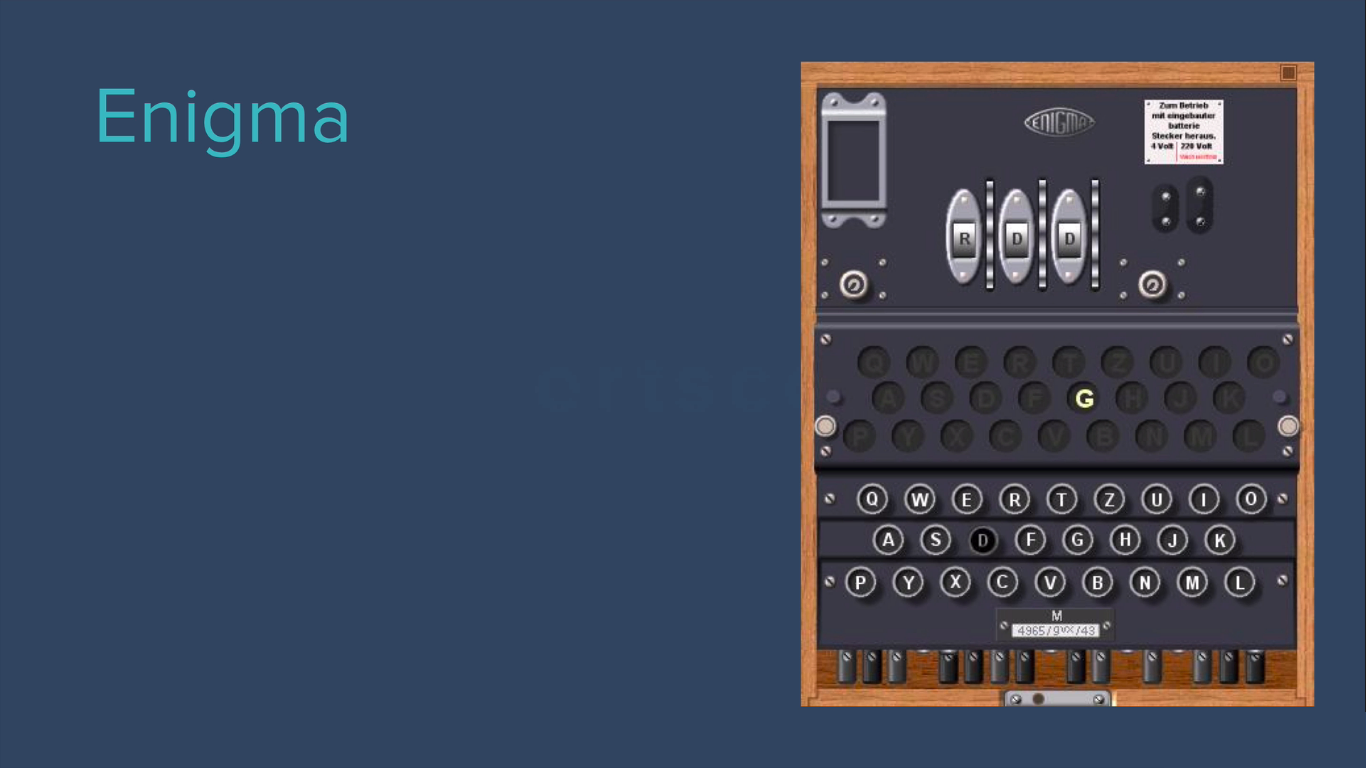 Enigma
ENIGMA
Zum Betrieb
mit eingebauter
batterie
Stecker heraus.
4 Volt | 220 Volt
R D D
Q W E R T Z U I O
A S D F G H J K
P Y X C V B N M L
Q W E R T Z U I O
A S D F G H J K
P Y X C V B N M L
M